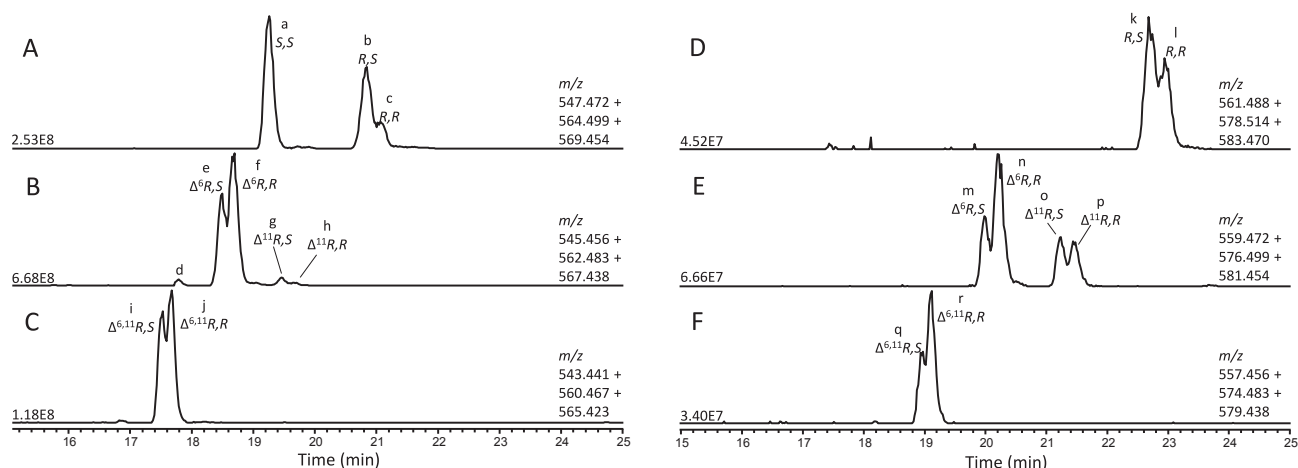 A
a
S,S
b
R,S
c
R,R
m/z
547.472 +
564.499 +
569.454
2.53E8
B
e
Δ⁶R,S
f
Δ⁶R,R
g
Δ¹¹R,S
h
Δ¹¹R,R
d
m/z
545.456 +
562.483 +
567.438
6.68E8
C
i
Δ⁶,¹¹R,S
j
Δ⁶,¹¹R,R
m/z
543.441 +
560.467 +
565.423
1.18E8
16 17 18 19 20 21 22 23 24 25
Time (min)
D
k
R,S
l
R,R
m/z
561.488 +
578.514 +
583.470
4.52E7
E
m
Δ⁶R,S
n
Δ⁶R,R
o
Δ¹¹R,S
p
Δ¹¹R,R
m/z
559.472 +
576.499 +
581.454
6.66E7
F
q
Δ⁶,¹¹R,S
r
Δ⁶,¹¹R,R
m/z
557.456 +
574.483 +
579.438
3.40E7
15 16 17 18 19 20 21 22 23 24 25
Time (min)